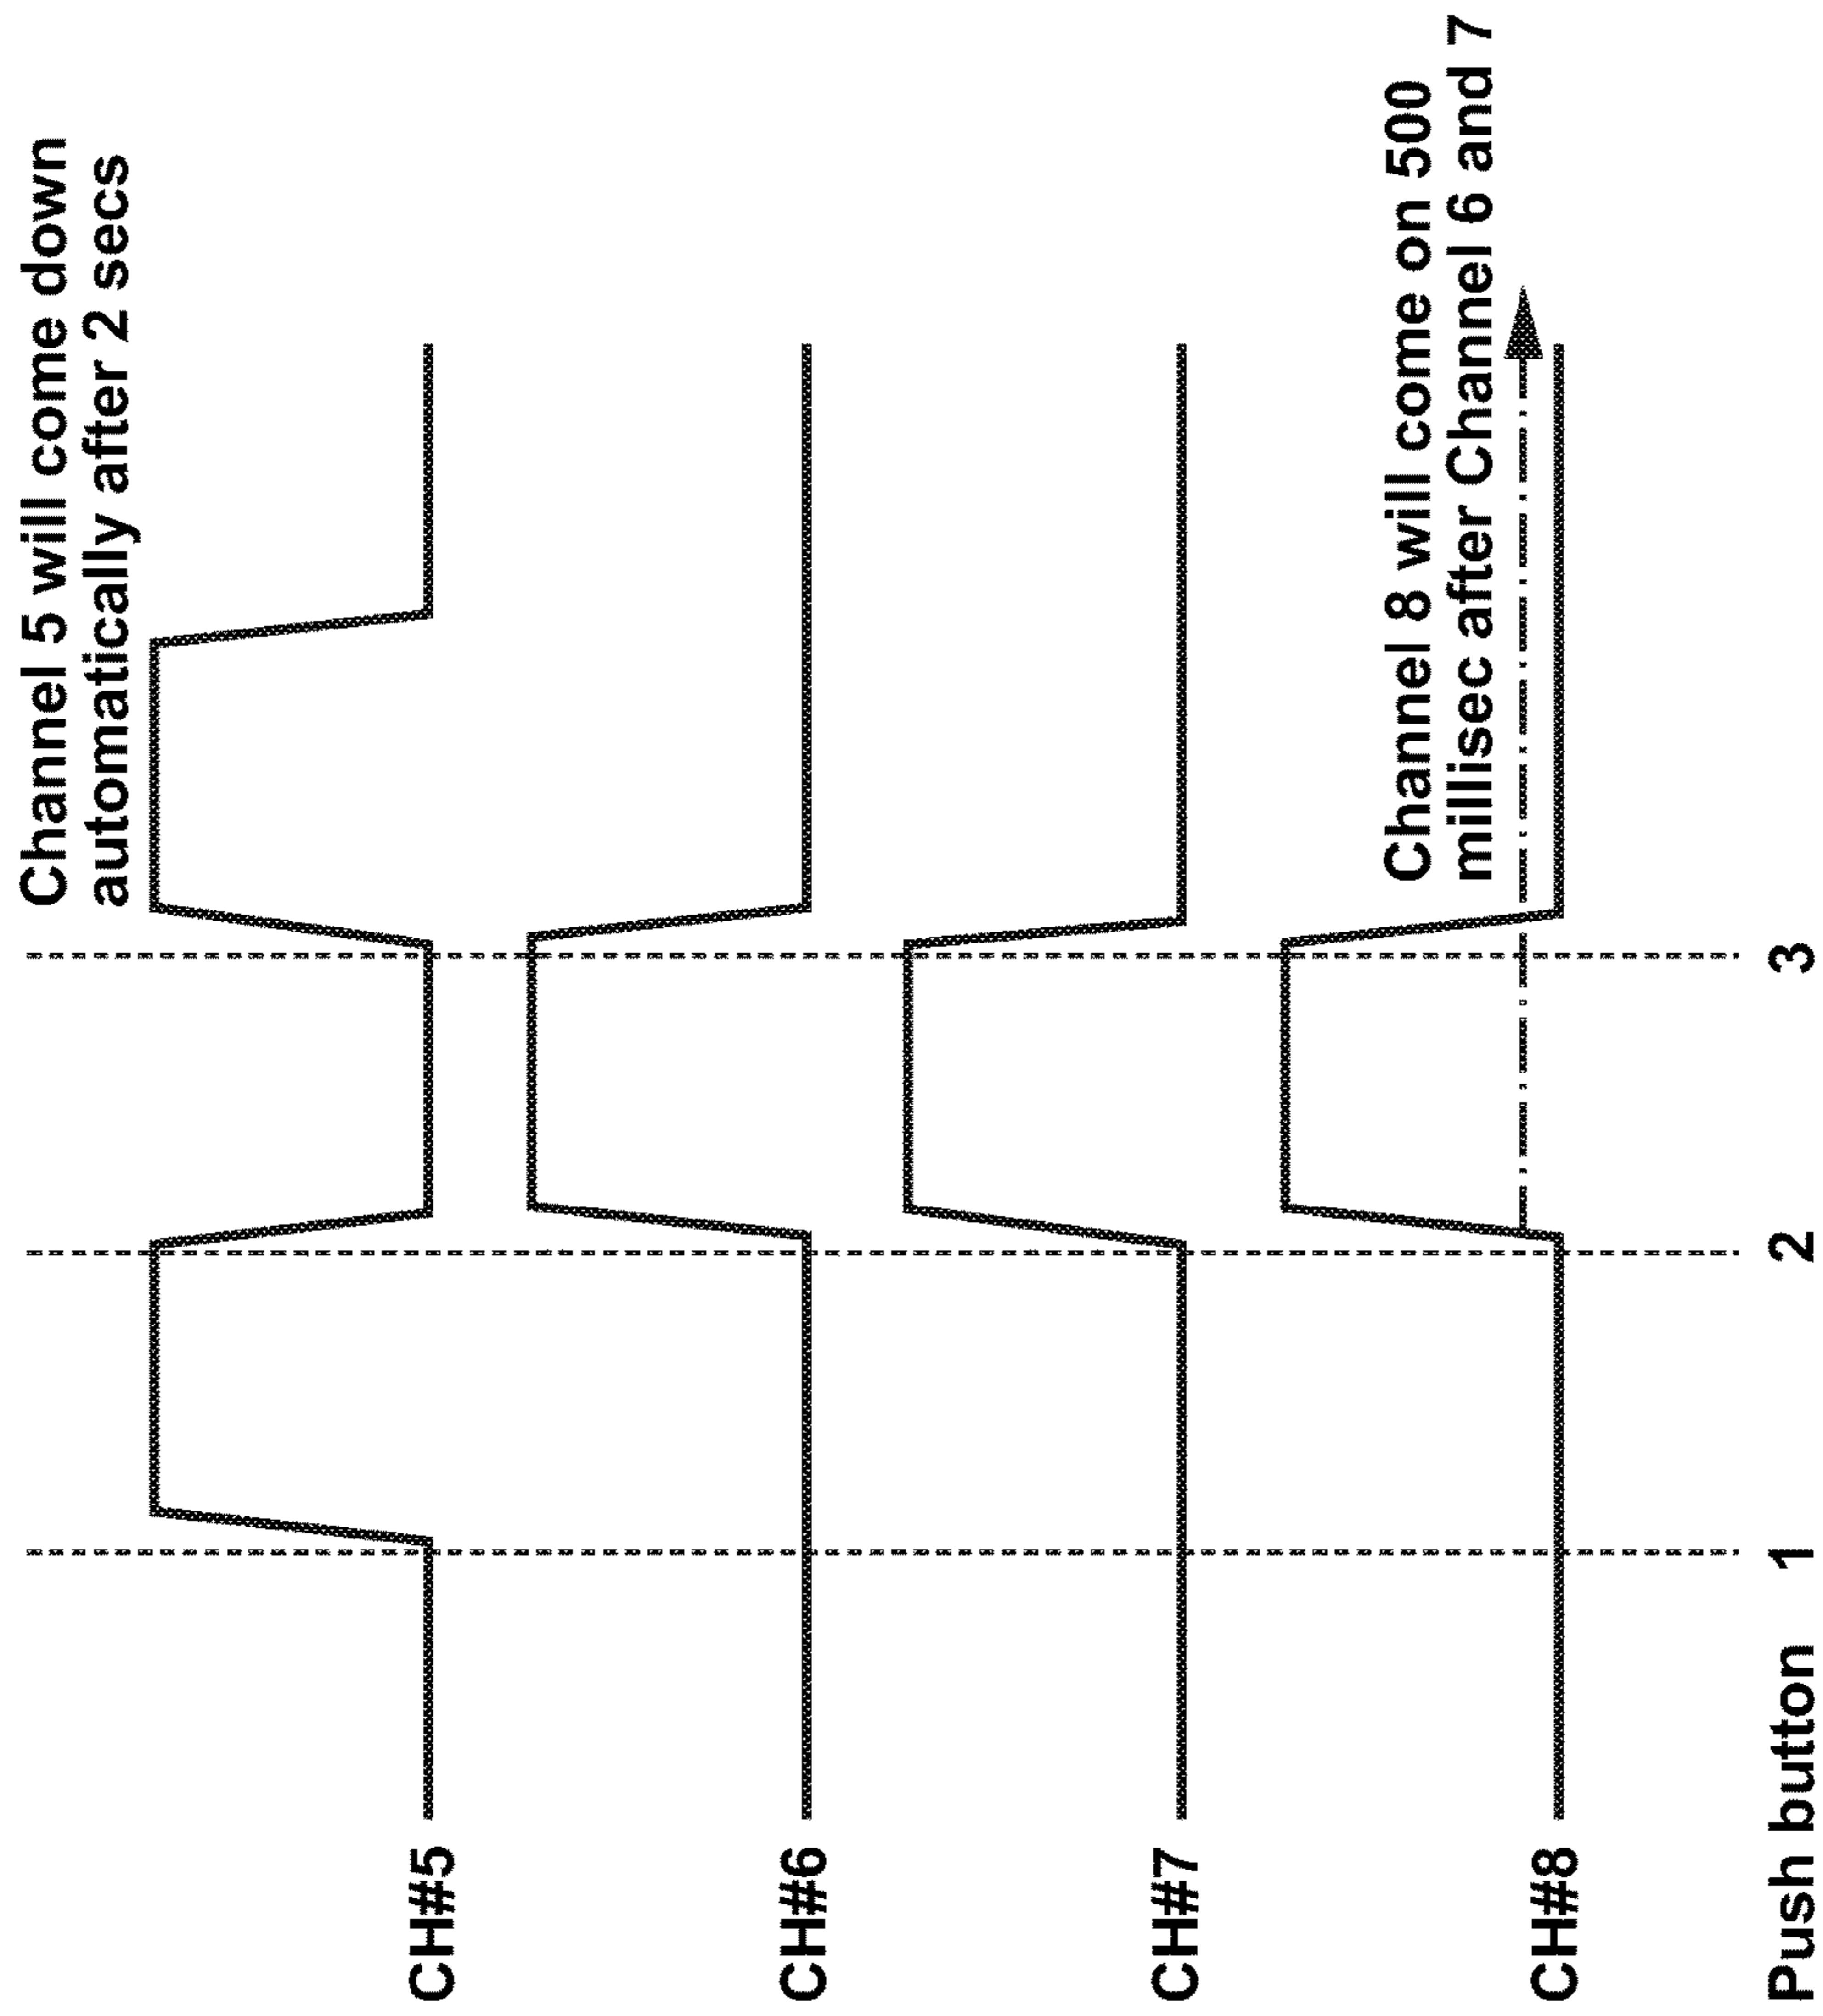 Channel 5 will come down
automatically after 2 secs
CH#5
CH#6
CH#7
Channel 8 will come on 500
millisec after Channel 6 and 7
CH#8
Push button 1 2 3